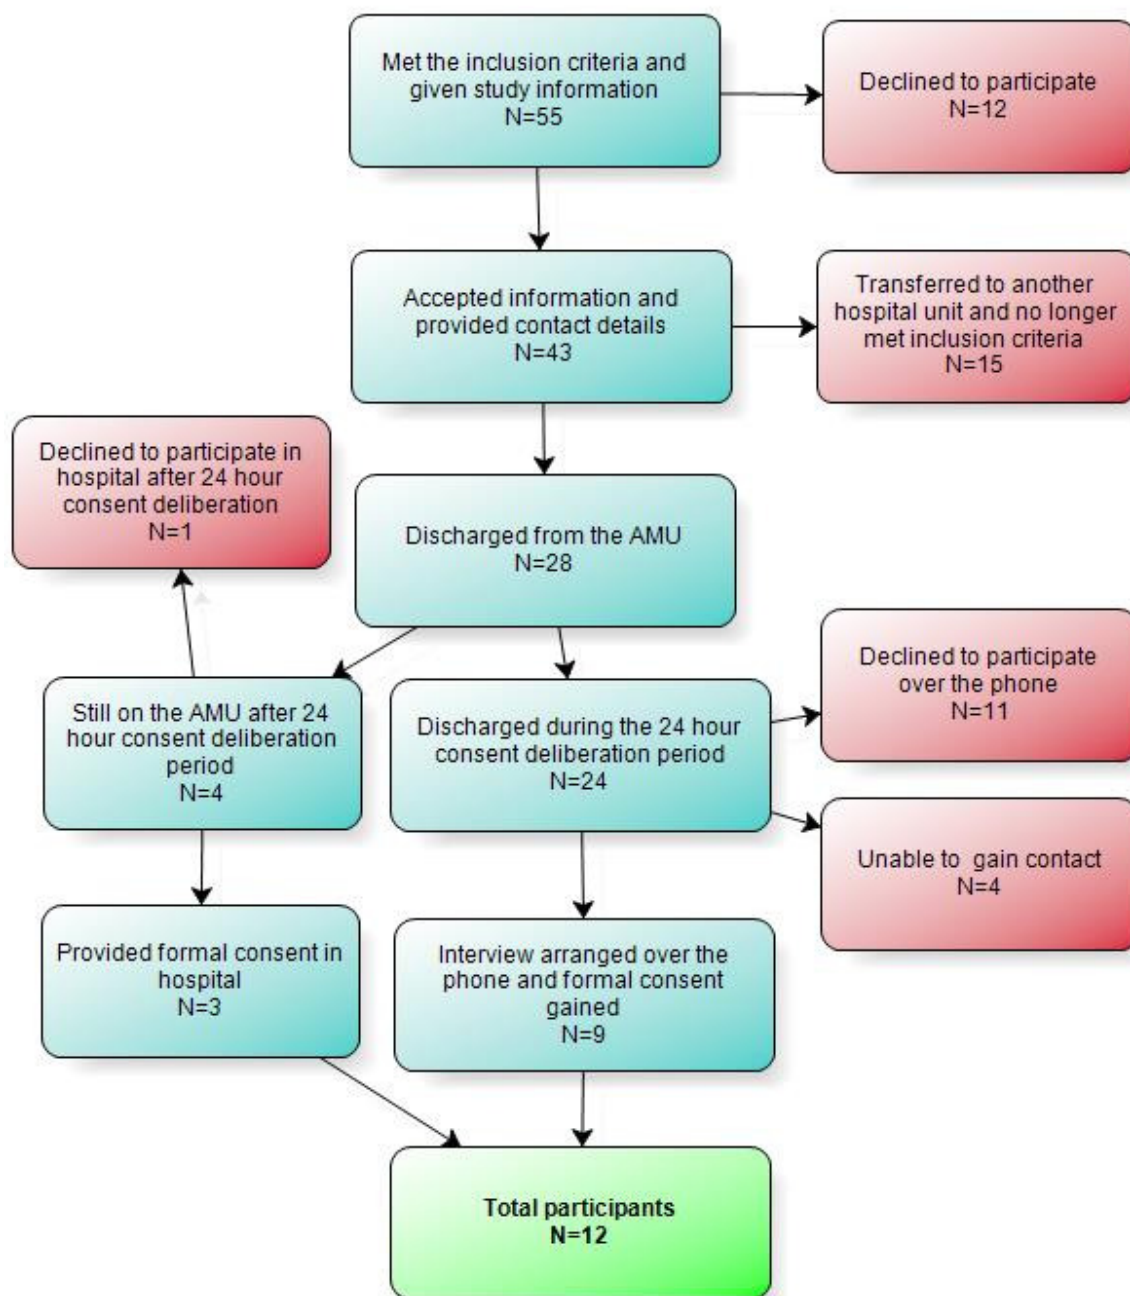 Met the inclusion criteria and
given study information
N=55
Declined to participate
N=12
Accepted information and
provided contact details
N=43
Transferred to another
hospital unit and no longer
met inclusion criteria
N=15
Declined to participate in
hospital after 24 hour
consent deliberation
N=1
Discharged from the AMU
N=28
Declined to participate
over the phone
N=11
Still on the AMU after 24
hour consent deliberation
period
N=4
Discharged during the 24 hour
consent deliberation period
N=24
Unable to gain contact
N=4
Provided formal consent in
hospital
N=3
Interview arranged over the
phone and formal consent
gained
N=9
Total participants
N=12